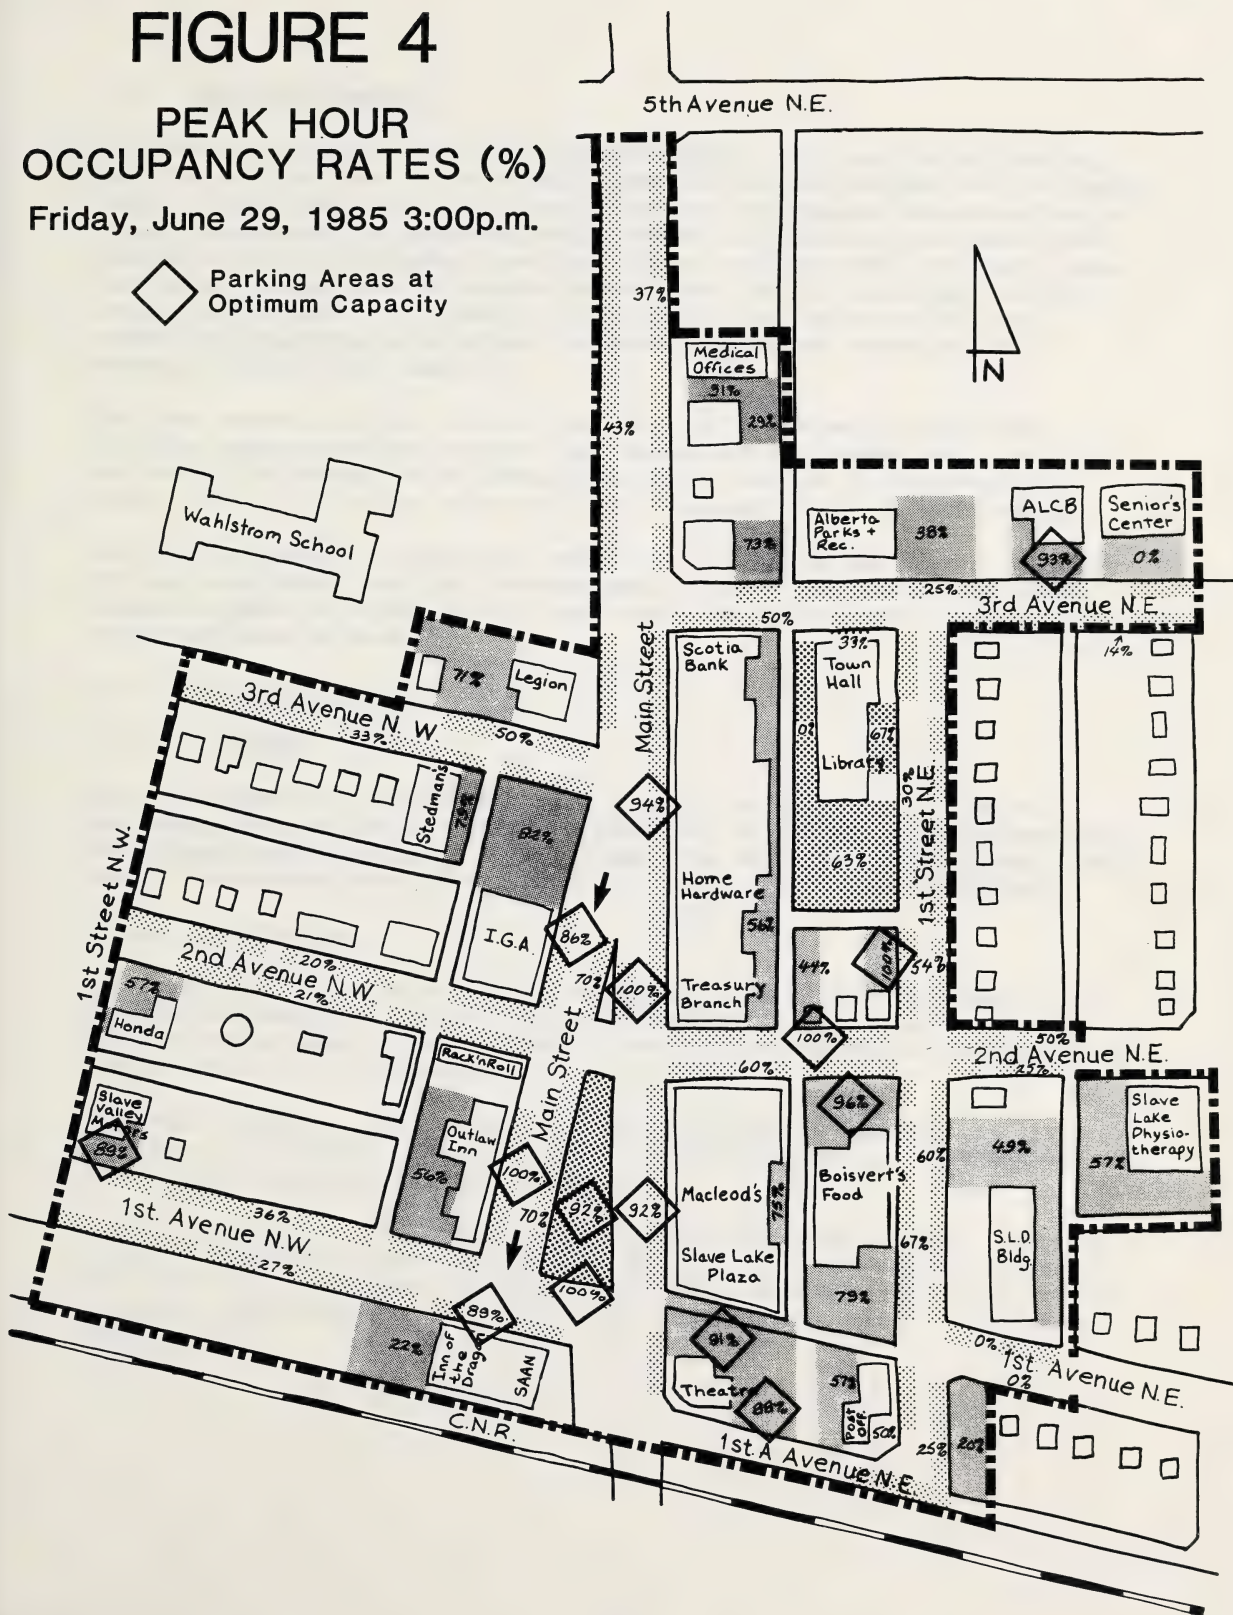 FIGURE 4
PEAK HOUR
OCCUPANCY RATES (%)
Friday, June 29, 1985 3:00p.m.
Parking Areas at
Optimum Capacity
5th Avenue N.E.
37%
N
Medical
Offices
91%
29%
43%
Wahlstrom School
Alberta
Parks +
Rec.
38%
ALCB
93%
Senior's
Center
0%
73%
25%
3rd Avenue N.E.
50%
14%
71%
Legion
3rd Avenue N.W.
33%
50%
Main Street
Scotia
Bank
33%
Town
Hall
0%
67%
Library
30%
1st Street N.E.
63%
Stedman's
79%
82%
94%
1st Street N.W.
I.G.A.
86%
70%
100%
Home
Hardware
56%
Treasury
Branch
44%
100%
54%
100%
2nd Avenue N.W.
20%
21%
57%
Honda
Rack'nRoll
Main Street
60%
50%
2nd Avenue N.E.
25%
Slave
Valley
Motors
89%
Outlaw
Inn
56%
100%
70%
92%
92%
100%
Macleod's
75%
Slave Lake
Plaza
96%
Boisvert's
Food
79%
60%
67%
49%
S.L.D.
Bldg.
57%
Slave
Lake
Physio-
therapy
1st. Avenue N.W.
36%
27%
89%
22%
Inn of
the
Dragon
SAAN
C.N.R.
91%
Theatre
88%
57%
Post
Off.
50%
0%
1st. Avenue N.E.
0%
25%
20%
1st. A Avenue N.E.